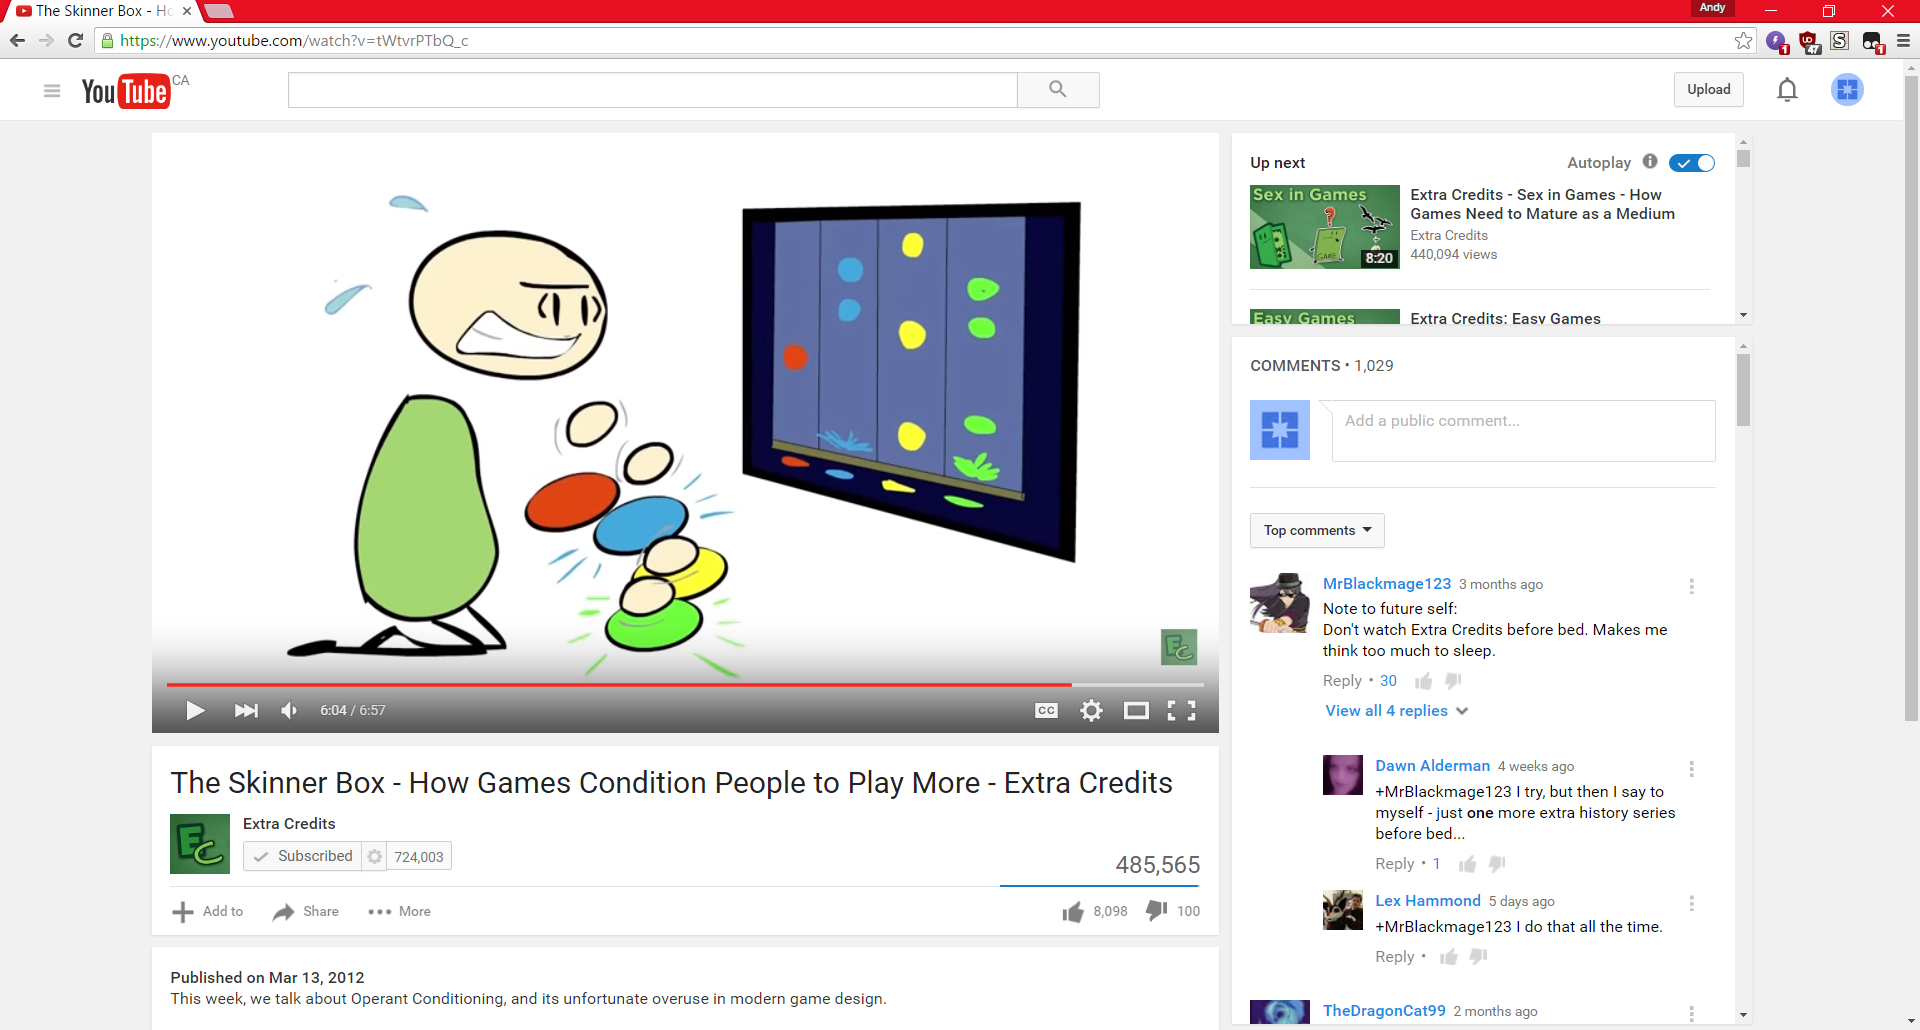 The Skinner Box - Ho
Andy
https://www.youtube.com/watch?v=tWtvrPTbQ_c
1
47
S
1
YouTube CA
Upload
Up next
Autoplay
Sex in Games
GAME
8:20
Extra Credits - Sex in Games - How
Games Need to Mature as a Medium
Extra Credits
440,094 views
Easy Games
Extra Credits: Easy Games
EC
6:04 / 6:57
CC
The Skinner Box - How Games Condition People to Play More - Extra Credits
EC
Extra Credits
Subscribed
724,003
485,565
Add to
Share
More
8,098
100
Published on Mar 13, 2012
This week, we talk about Operant Conditioning, and its unfortunate overuse in modern game design.
COMMENTS • 1,029
Add a public comment...
Top comments
MrBlackmage123 3 months ago
Note to future self:
Don't watch Extra Credits before bed. Makes me
think too much to sleep.
Reply • 30
View all 4 replies
Dawn Alderman 4 weeks ago
+MrBlackmage123 I try, but then I say to
myself - just one more extra history series
before bed...
Reply • 1
Lex Hammond 5 days ago
+MrBlackmage123 I do that all the time.
Reply •
TheDragonCat99 2 months ago